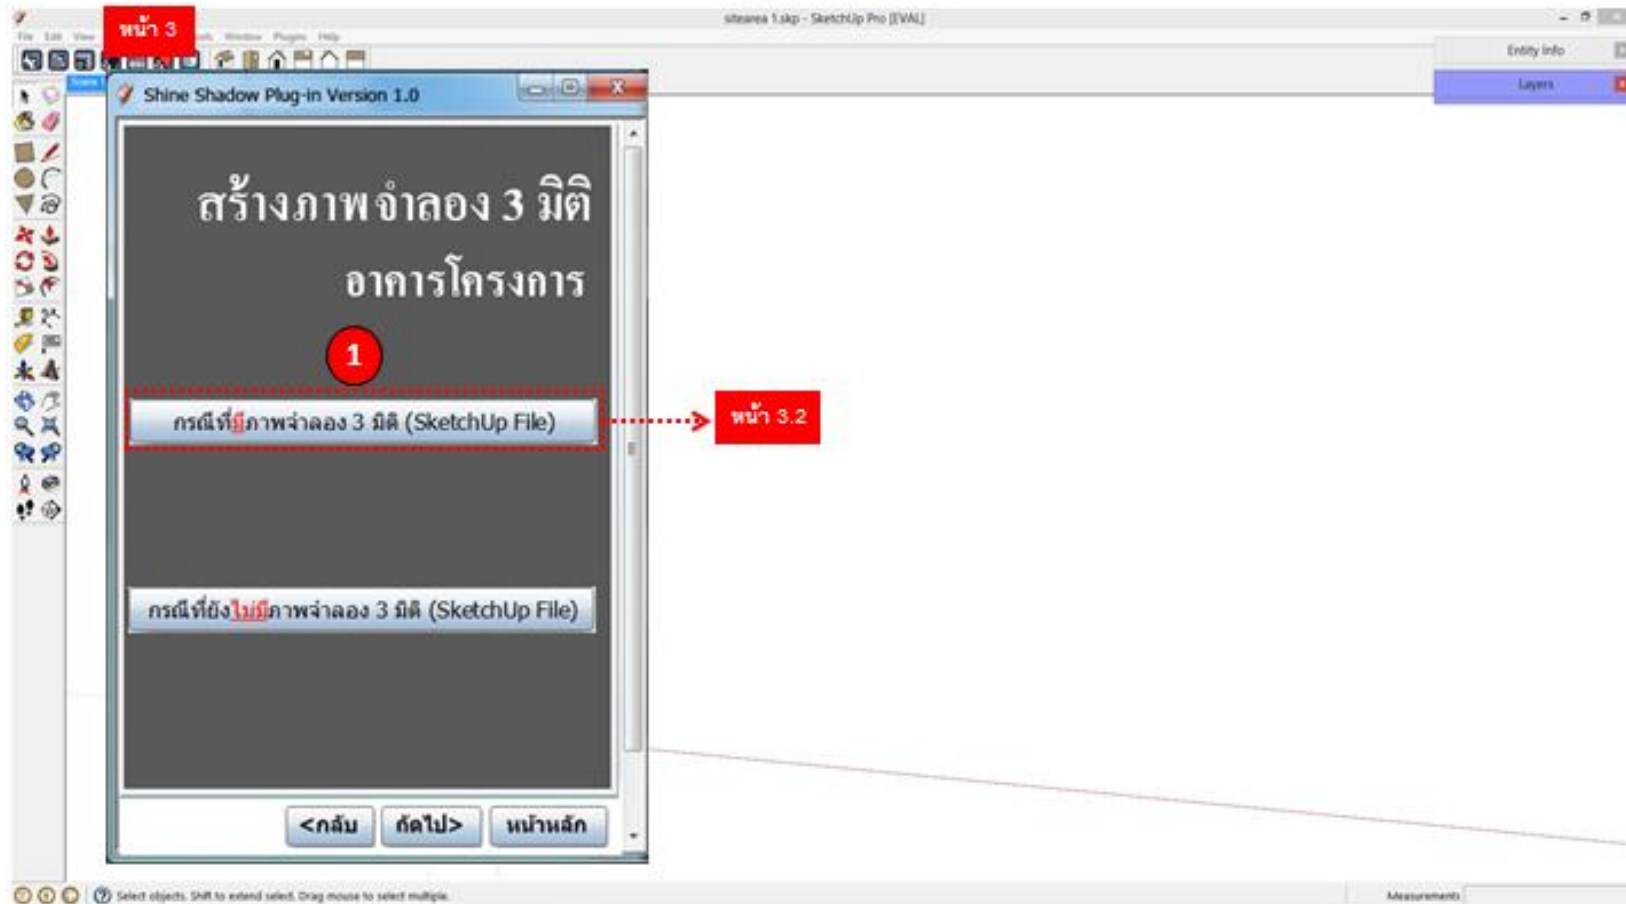 sitearea 1.skp - SketchUp Pro [EVAL]
หน้า 3
File Edit View Window Plugins Help
Entity Info
Layers
Shine Shadow Plug-in Version 1.0
สร้างภาพจำลอง 3 มิติ
อาคารโครงการ
1
กรณีที่มีภาพจำลอง 3 มิติ (SketchUp File)
หน้า 3.2
กรณีที่ยังไม่มีภาพจำลอง 3 มิติ (SketchUp File)
<กลับ ถัดไป> หน้าหลัก
Select objects. Shift to extend select. Drag mouse to select multiple.
Measurements